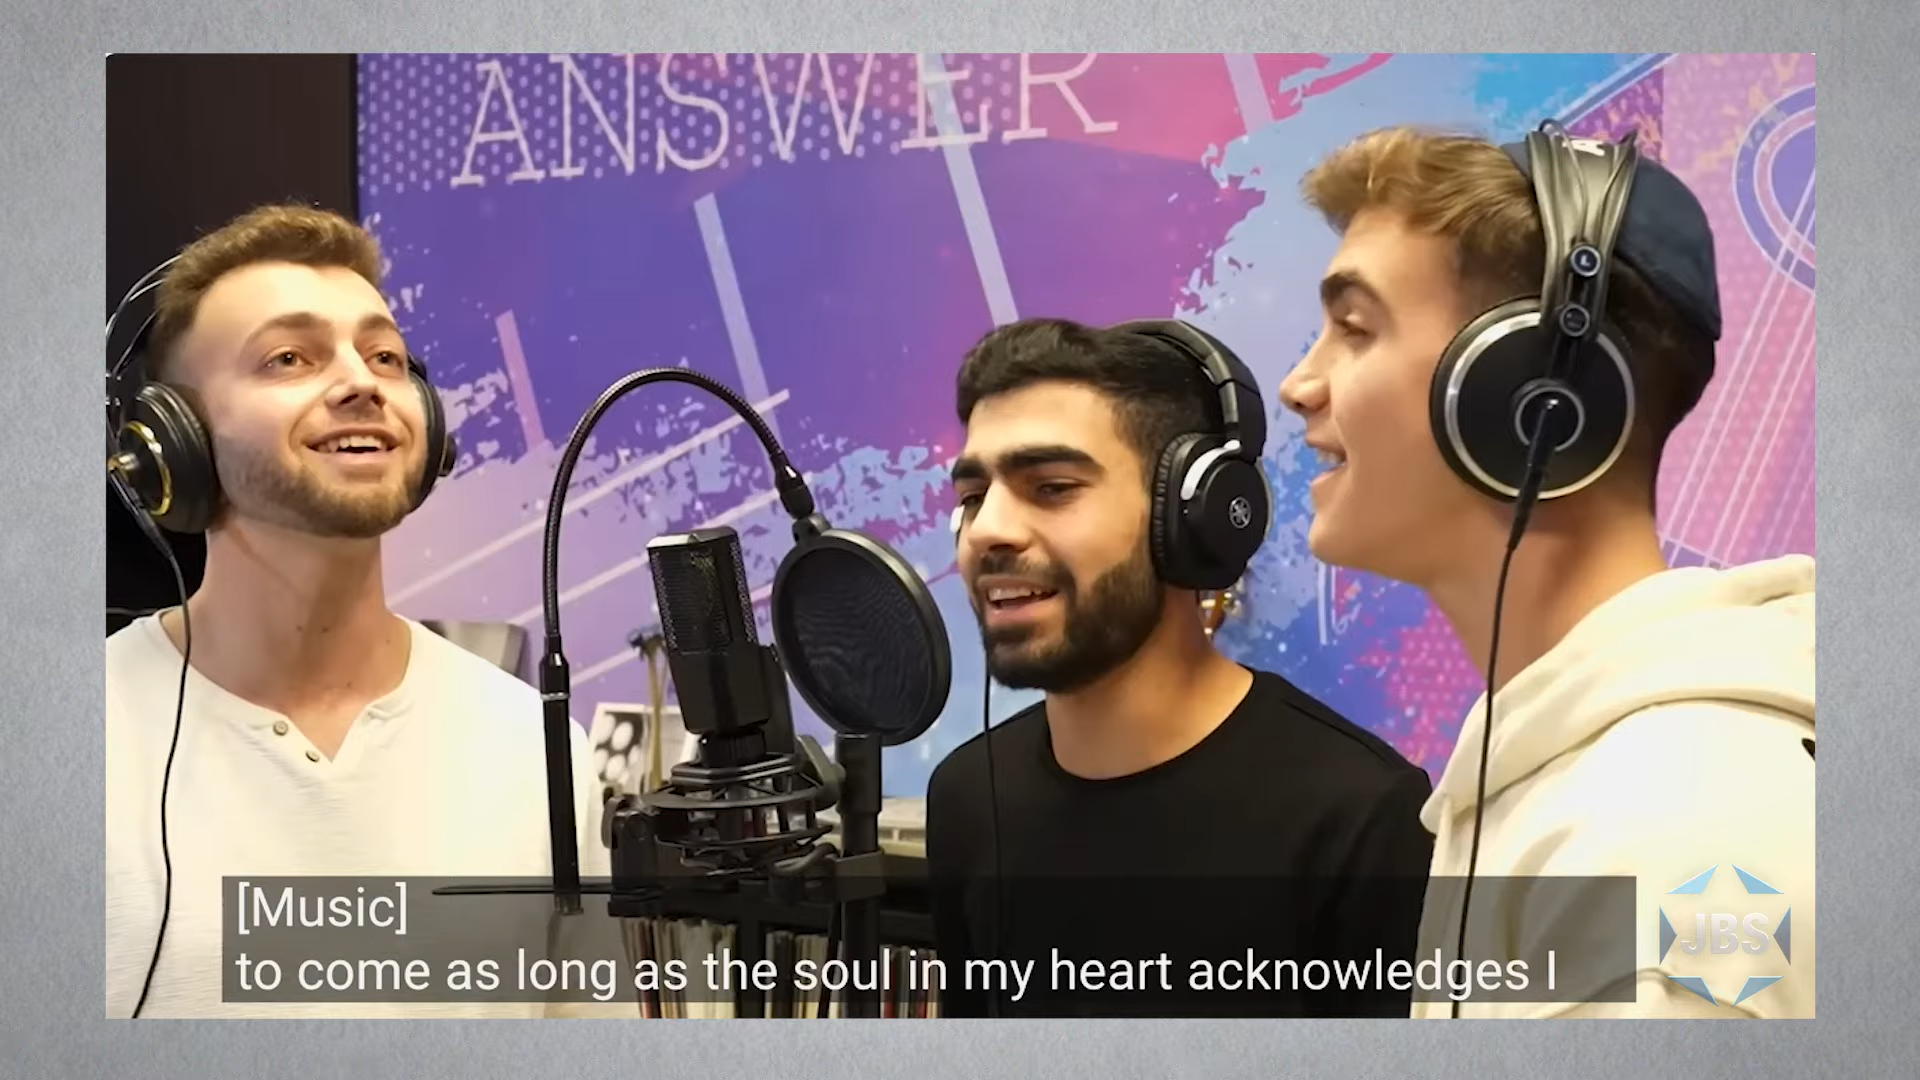 ANSWER
[Music]
to come as long as the soul in my heart acknowledges I
JBS
L